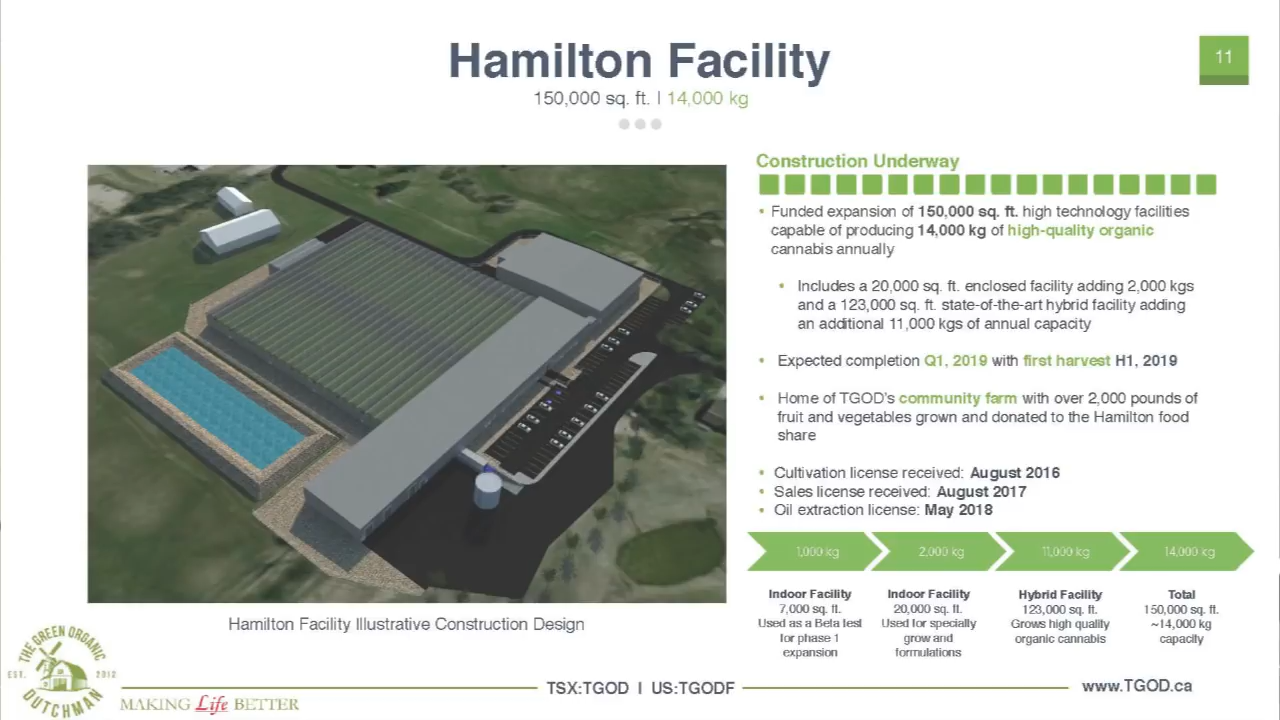 Hamilton Facility
11
150,000 sq. ft. | 14,000 kg
Construction Underway
• Funded expansion of 150,000 sq. ft. high technology facilities
capable of producing 14,000 kg of high-quality organic
cannabis annually
• Includes a 20,000 sq. ft. enclosed facility adding 2,000 kgs
and a 123,000 sq. ft. state-of-the-art hybrid facility adding
an additional 11,000 kgs of annual capacity
• Expected completion Q1, 2019 with first harvest H1, 2019
• Home of TGOD's community farm with over 2,000 pounds of
fruit and vegetables grown and donated to the Hamilton food
share
• Cultivation license received: August 2016
• Sales license received: August 2017
• Oil extraction license: May 2018
1,000 kg
2,000 kg
11,000 kg
14,000 kg
Indoor Facility
7,000 sq. ft.
Used as a Beta test
for phase 1
expansion
Indoor Facility
20,000 sq. ft.
Used for specialty
grow and
formulations
Hybrid Facility
123,000 sq. ft.
Grows high quality
organic cannabis
Total
150,000 sq. ft.
~14,000 kg
capacity
Hamilton Facility Illustrative Construction Design
THE GREEN ORGANIC
EST. 2012
DUTCHMAN
MAKING Life BETTER
TSX:TGOD | US:TGODF
www.TGOD.ca